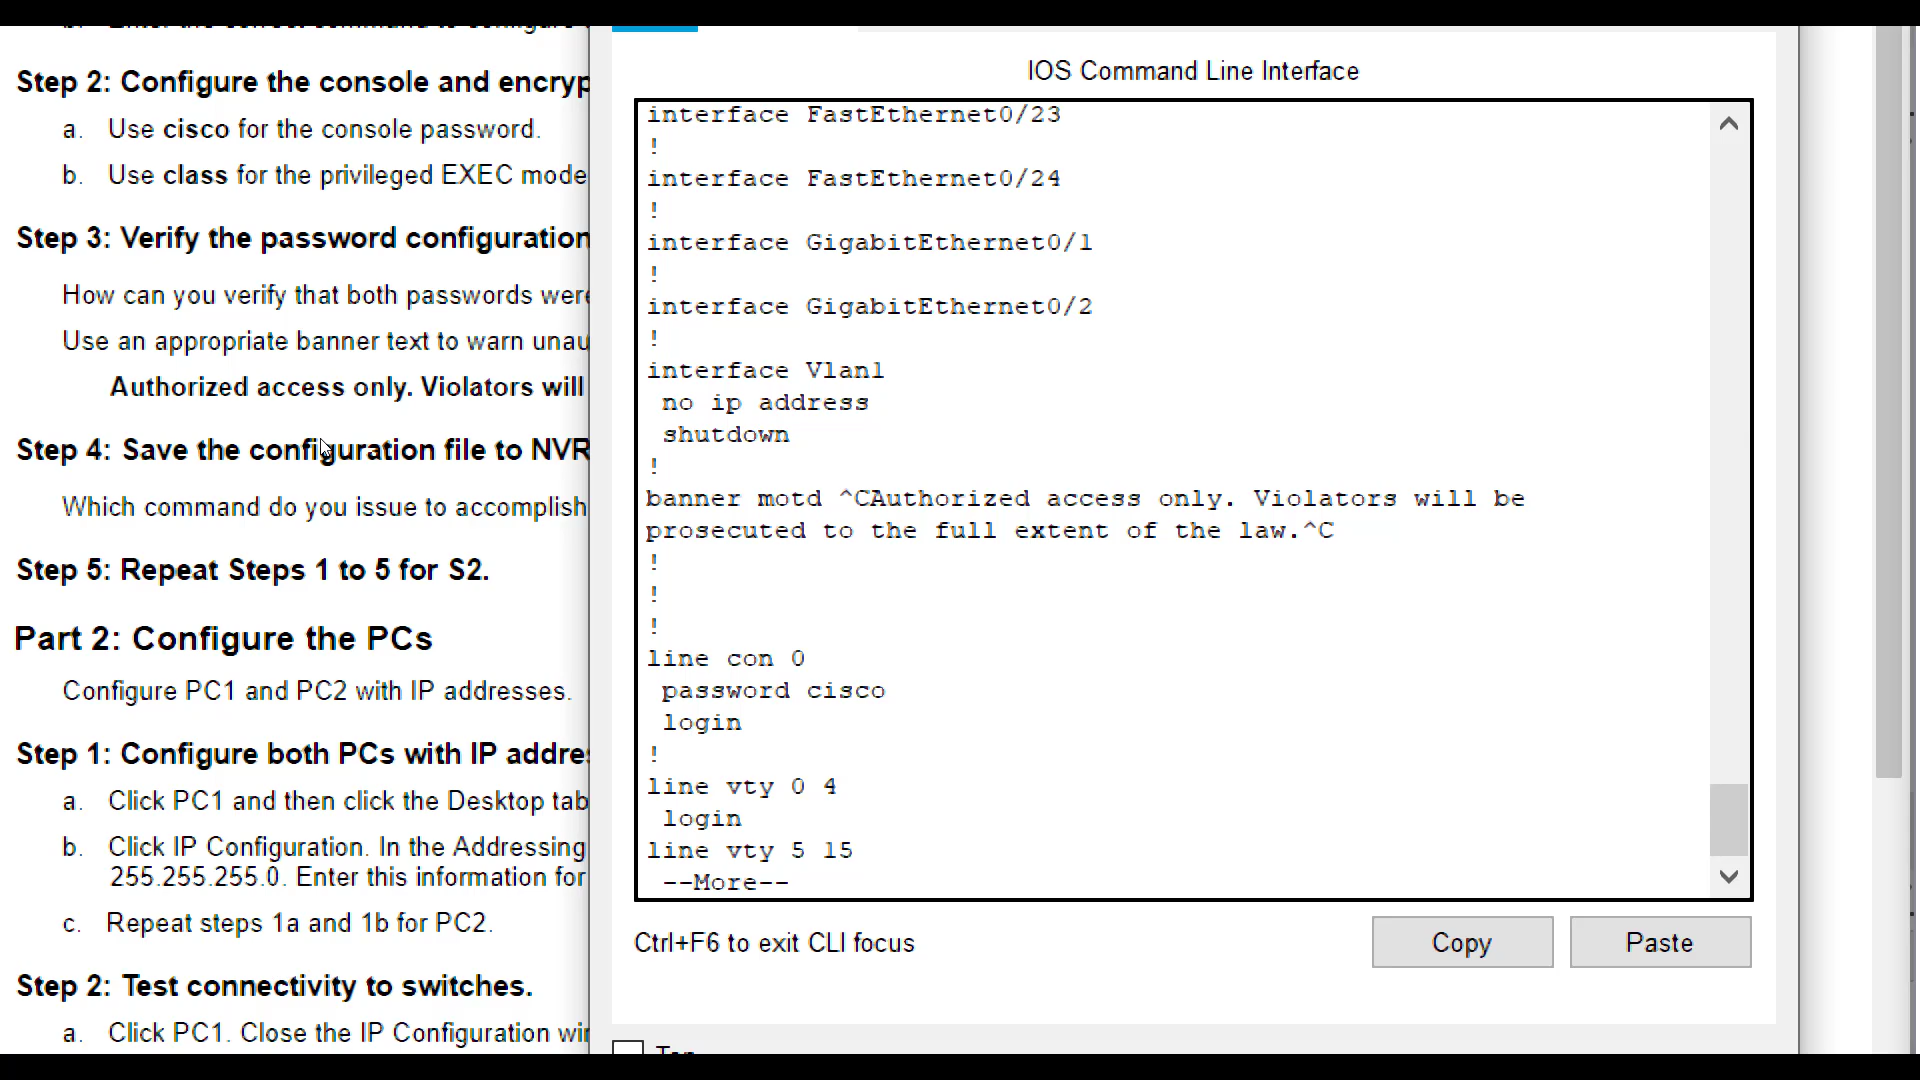 Step 2: Configure the console and encryp
a. Use cisco for the console password.
b. Use class for the privileged EXEC mode
Step 3: Verify the password configuration
How can you verify that both passwords were
Use an appropriate banner text to warn unau
Authorized access only. Violators will
Step 4: Save the configuration file to NVR
Which command do you issue to accomplish
Step 5: Repeat Steps 1 to 5 for S2.
Part 2: Configure the PCs
Configure PC1 and PC2 with IP addresses.
Step 1: Configure both PCs with IP addres
a. Click PC1 and then click the Desktop tab
b. Click IP Configuration. In the Addressing
255.255.255.0. Enter this information for
c. Repeat steps 1a and 1b for PC2.
Step 2: Test connectivity to switches.
a. Click PC1. Close the IP Configuration win
IOS Command Line Interface
interface FastEthernet0/23
!
interface FastEthernet0/24
!
interface GigabitEthernet0/1
!
interface GigabitEthernet0/2
!
interface Vlan1
no ip address
shutdown
!
banner motd ^CAuthorized access only. Violators will be
prosecuted to the full extent of the law.^C
!
!
!
line con 0
password cisco
login
!
line vty 0 4
login
line vty 5 15
--More--
Ctrl+F6 to exit CLI focus
Copy
Paste